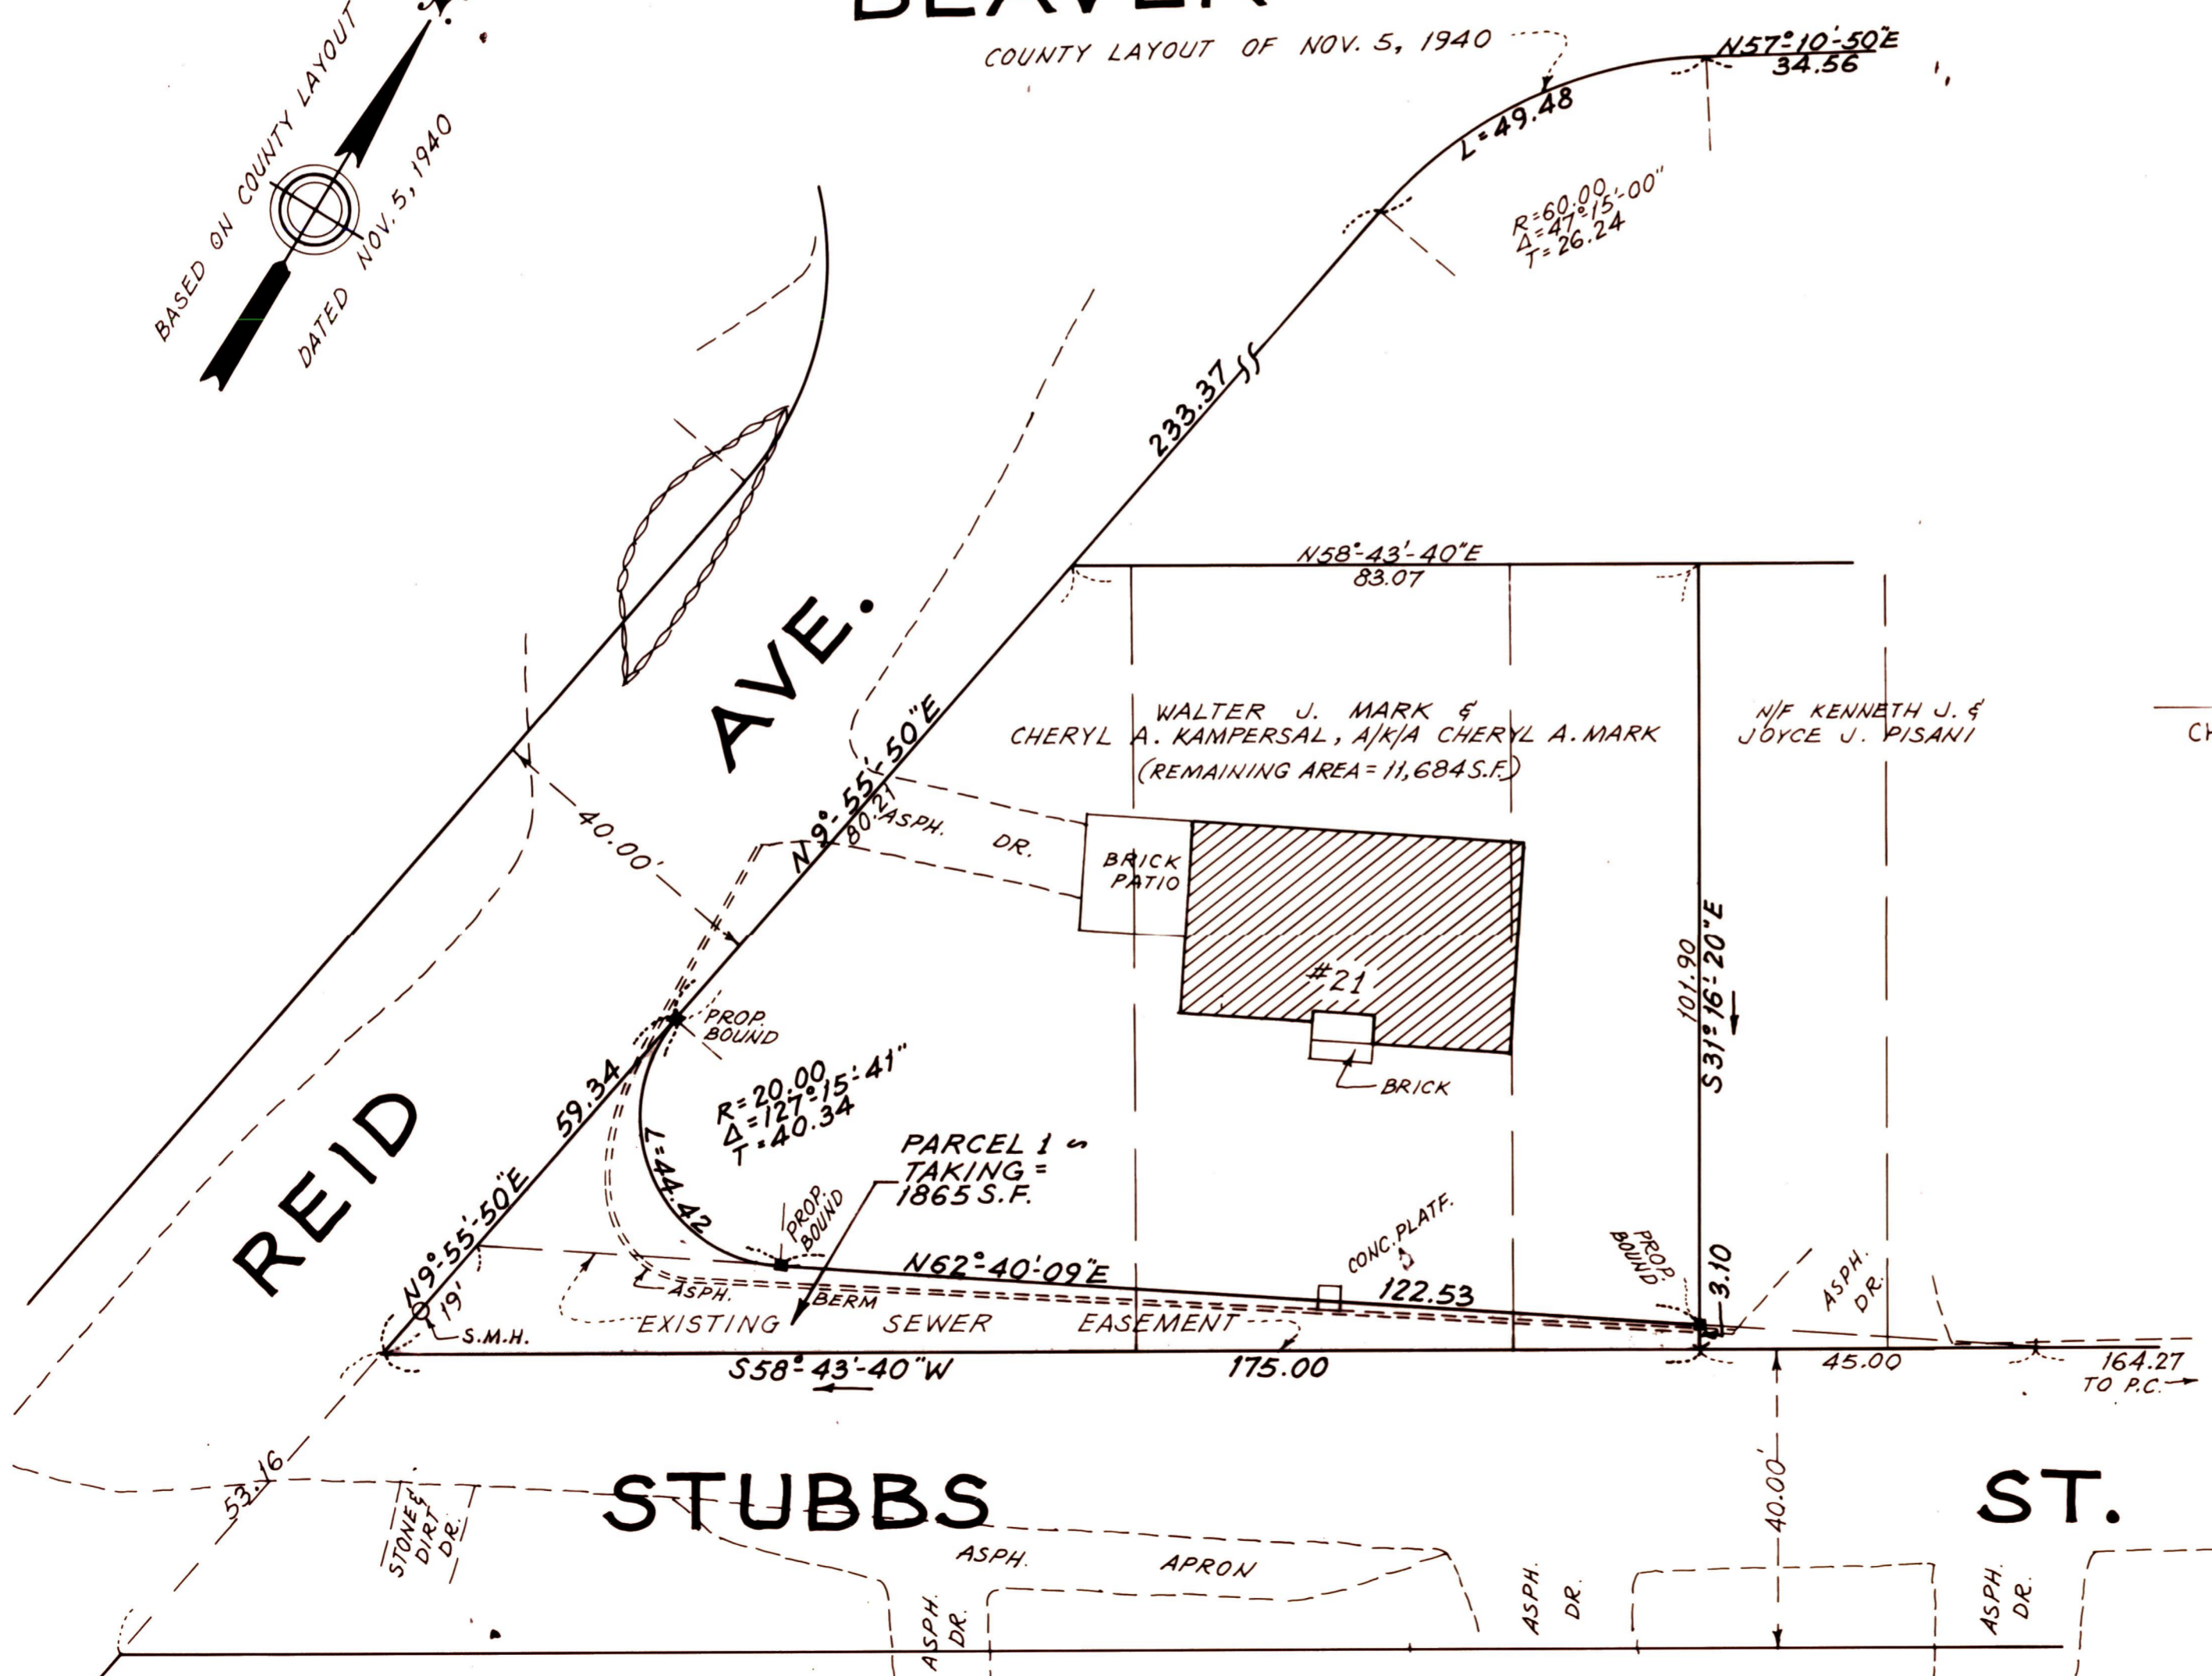 BEAVER
COUNTY LAYOUT OF NOV. 5, 1940
N57°-10'-50"E
34.56
L=49.48
R=60.00
Δ=47°-15'-00"
T=26.24
BASED ON COUNTY LAYOUT
DATED NOV. 5, 1940
233.37
N58°-43'-40"E
83.07
WALTER J. MARK &
CHERYL A. KAMPERSAL, A/K/A CHERYL A. MARK
(REMAINING AREA = 11,684 S.F.)
N/F KENNETH J. &
JOYCE J. PISANI
CH
REID AVE.
40.00'
N9°-55'-50"E
80.21
ASPH. DR.
BRICK
PATIO
#21
BRICK
101.90
S31°-16'-20"E
PROP.
BOUND
R=20.00
Δ=127°-15'-41"
T=40.34
L=44.42
59.34
N9°-55'-50"E
19'
S.M.H.
PARCEL 1
TAKING =
1865 S.F.
PROP.
BOUND
N62°-40'-09"E
122.53
CONC. PLATF.
PROP.
BOUND
3.10
ASPH.
DR.
ASPH. BERM
EXISTING SEWER EASEMENT
S58°-43'-40"W
175.00
45.00
164.27
TO P.C.
53.16
STONE &
DIRT
DR.
STUBBS ST.
40.00'
ASPH. APRON
ASPH.
DR.
ASPH.
DR.
ASPH.
DR.